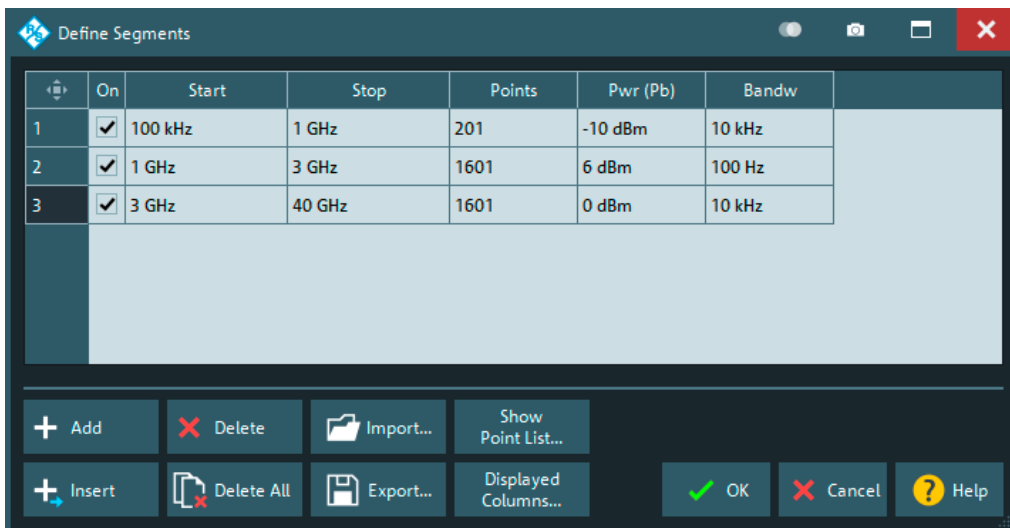 Define Segments
On Start Stop Points Pwr (Pb) Bandw
1 100 kHz 1 GHz 201 -10 dBm 10 kHz
2 1 GHz 3 GHz 1601 6 dBm 100 Hz
3 3 GHz 40 GHz 1601 0 dBm 10 kHz
Add Delete Import... Show
Point List...
Insert Delete All Export... Displayed
Columns... OK Cancel ? Help